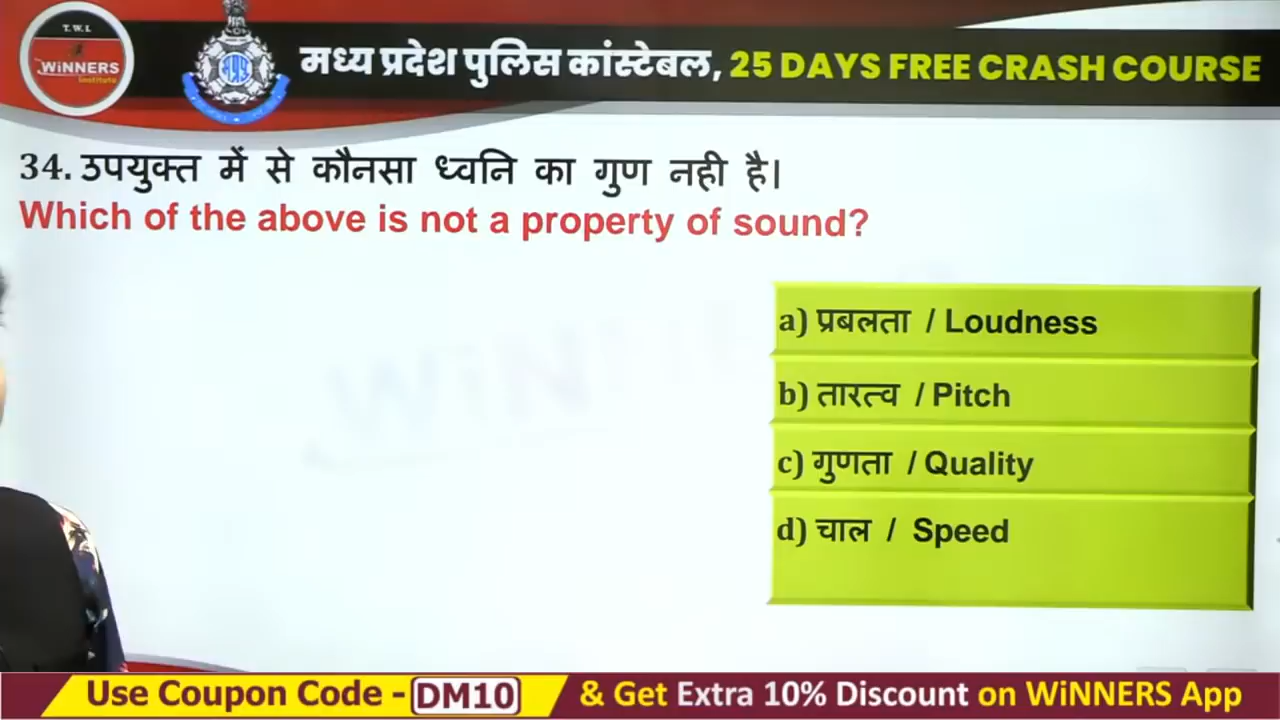 T. W. I.
WiNNERS
Institute
मध्य प्रदेश पुलिस कांस्टेबल, 25 DAYS FREE CRASH COURSE
34. उपयुक्त में से कौनसा ध्वनि का गुण नही है।
Which of the above is not a property of sound?
a) प्रबलता / Loudness
b) तारत्व / Pitch
c) गुणता / Quality
d) चाल / Speed
Use Coupon Code - DM10 & Get Extra 10% Discount on WiNNERS App